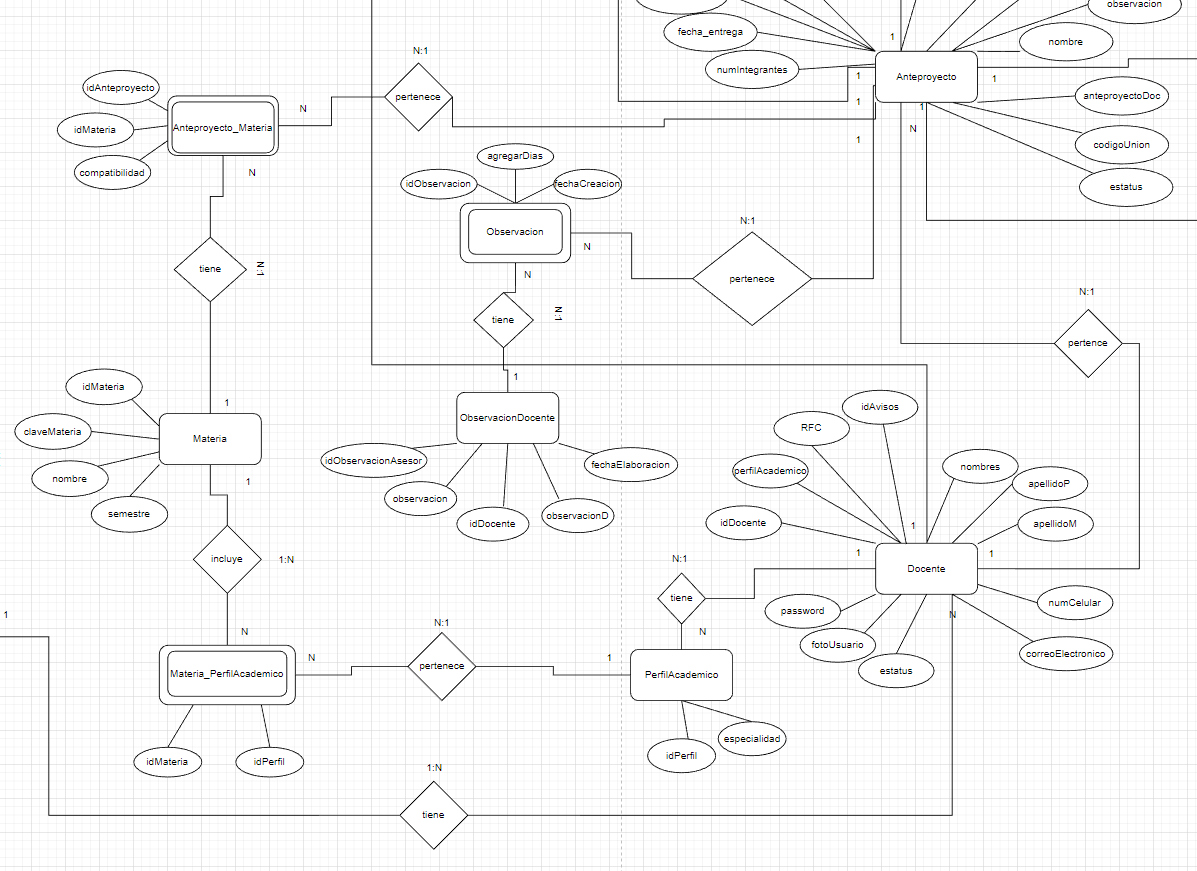 observacion
fecha_entrega
1
nombre
N:1
numIntegrantes
1
Anteproyecto
1
idAnteproyecto
pertenece
anteproyectoDoc
N
1
1
idMateria
Anteproyecto_Materia
N
1
codigoUnion
compatibilidad
N
agregarDias
idObservacion
fechaCreacion
estatus
N:1
Observacion
N
tiene
N:1
N
pertenece
N:1
N:1
tiene
pertence
1
idMateria
1
idAvisos
claveMateria
Materia
ObservacionDocente
RFC
nombre
1
idObservacionAsesor
fechaElaboracion
perfilAcademico
nombres
apellidoP
semestre
observacion
idDocente
observacionD
idDocente
1
apellidoM
incluye
1:N
N:1
1
1
Docente
tiene
password
numCelular
1
N:1
N
N
N
fotoUsuario
correoElectronico
N
pertenece
1
estatus
Materia_PerfilAcademico
PerfilAcademico
especialidad
idMateria
idPerfil
idPerfil
1:N
tiene